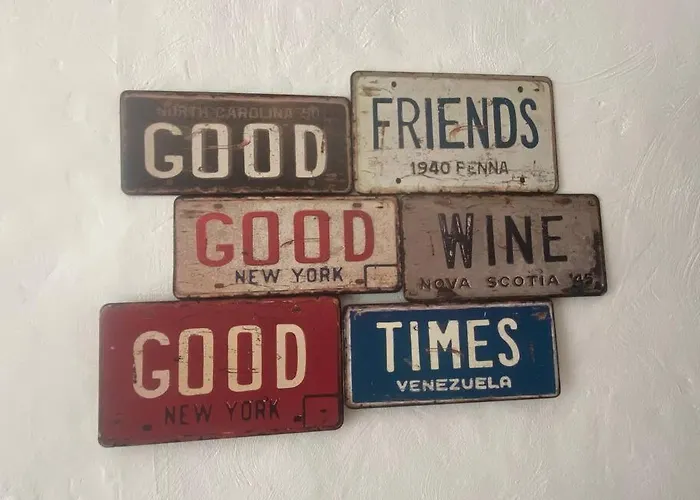 NORTH CAROLINA
GOOD
FRIENDS
1940 PENNA
GOOD
NEW YORK
WINE
NOVA SCOTIA '45
GOOD
NEW YORK
TIMES
VENEZUELA